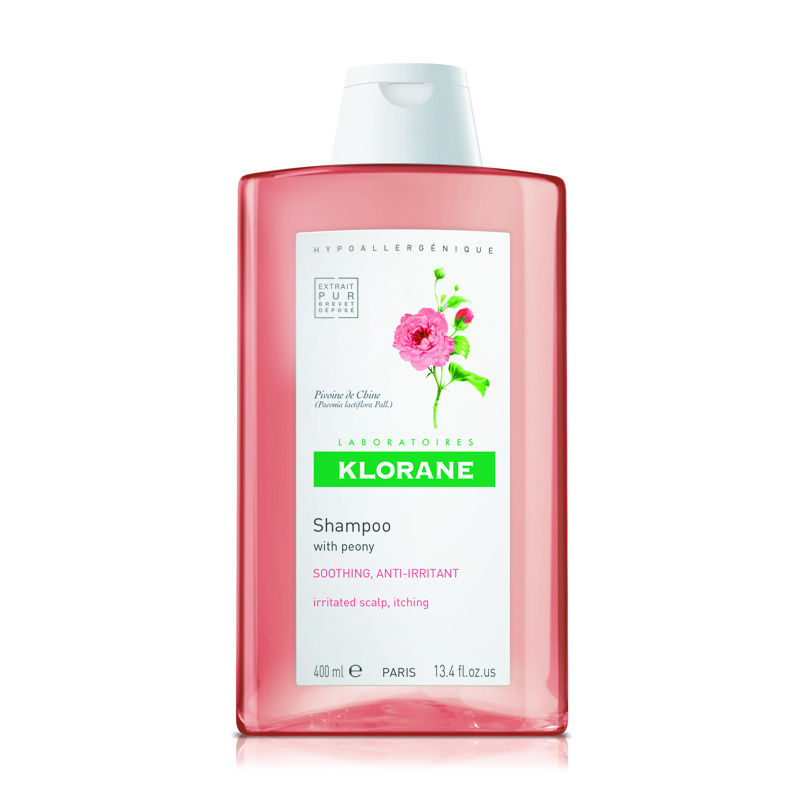 HYPOALLERGÉNIQUE
EXTRAIT
PUR
BREVET
DÉPOSÉ
Pivoine de Chine
(Paeonia lactiflora Pall.)
LABORATOIRES
KLORANE
Shampoo
with peony
SOOTHING, ANTI-IRRITANT
irritated scalp, itching
400 ml ℮ PARIS 13.4 fl.oz.us